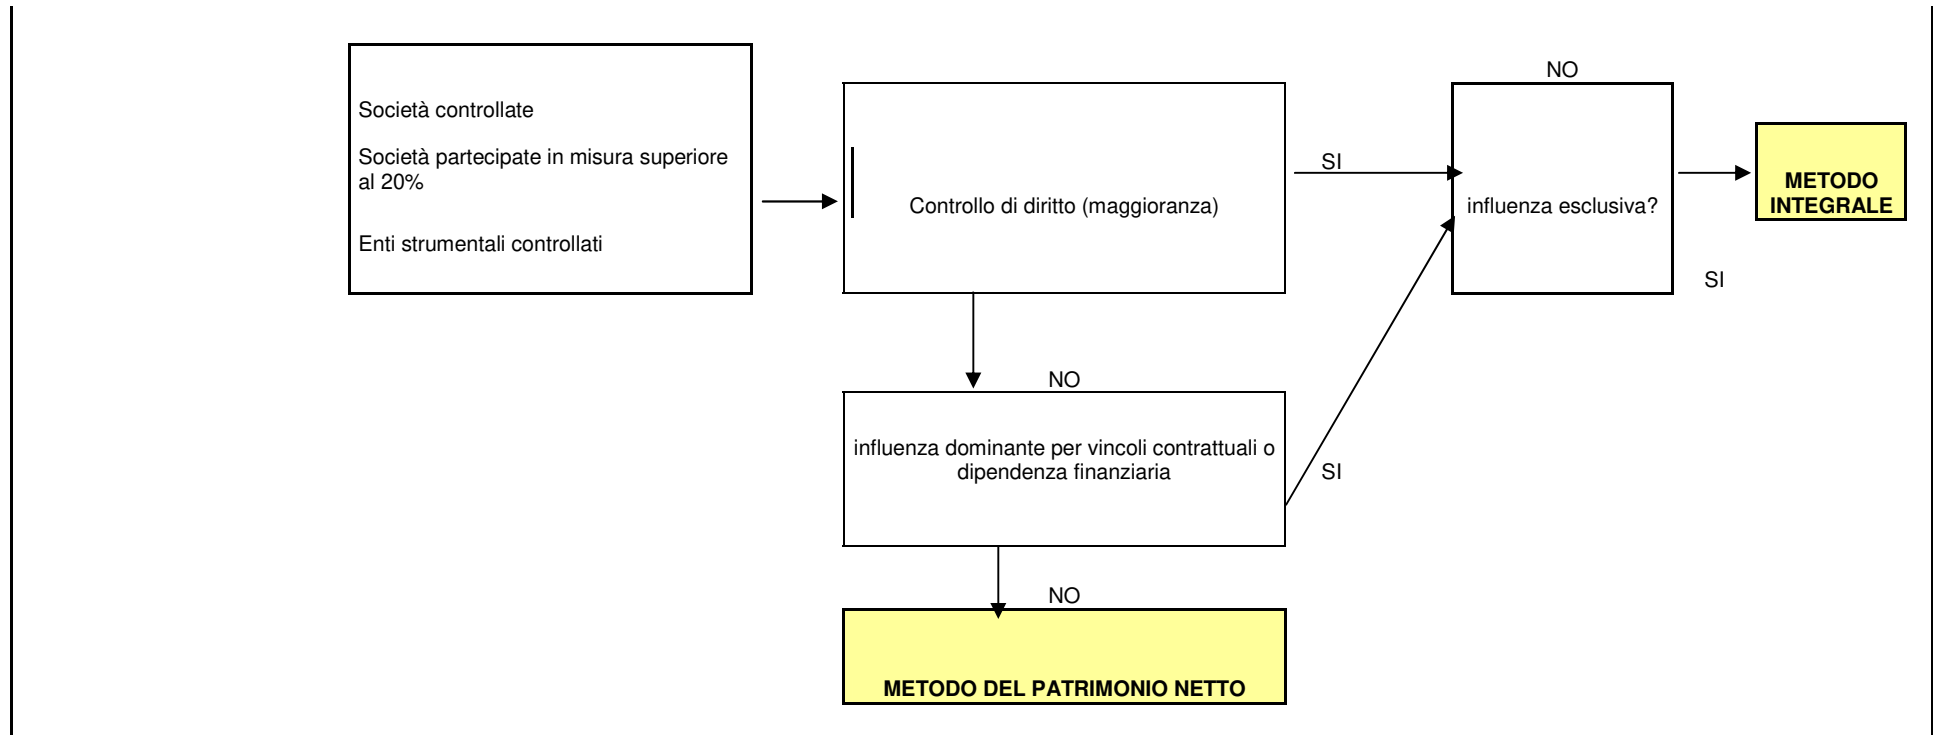 Società controllate
Società partecipate in misura superiore
al 20%
Enti strumentali controllati
Controllo di diritto (maggioranza)
SI
NO
influenza esclusiva?
METODO
INTEGRALE
SI
NO
influenza dominante per vincoli contrattuali o
dipendenza finanziaria
SI
NO
METODO DEL PATRIMONIO NETTO